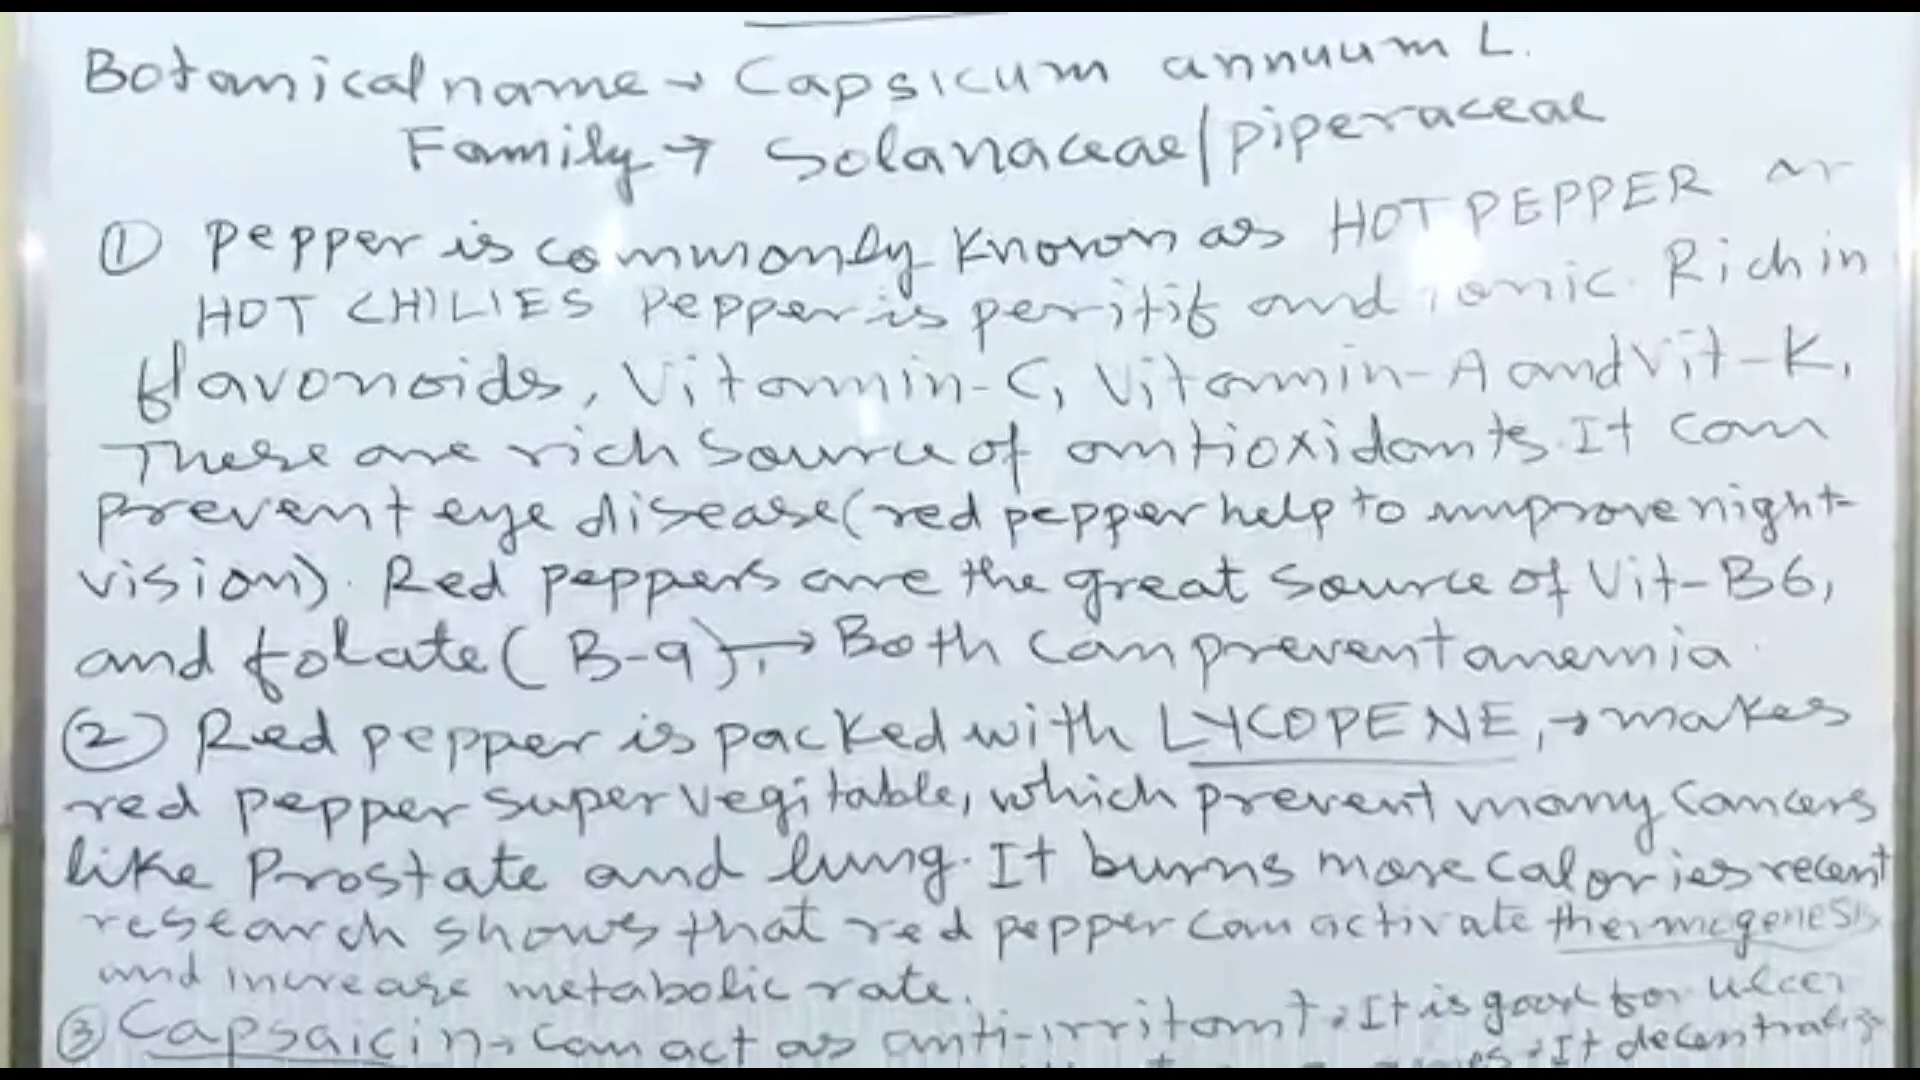 Botanical name → Capsicum annuum L.
Family → Solanaceae/piperaceae
① Pepper is commonly known as HOT PEPPER or
HOT CHILIES Pepper is peritif and tonic. Rich in
flavonoids, Vitamin-C, Vitamin-A and Vit-K,
These are rich source of antioxidants. It can
prevent eye disease (red pepper help to improve night-
vision). Red peppers are the great source of Vit-B6,
and folate (B-9), → Both can prevent anemia.
② Red pepper is packed with LYCOPENE, → makes
red pepper super vegitable, which prevent many cancers
like Prostate and lung. It burns more calories recent
research shows that red pepper can activate thermogenesis
and increase metabolic rate.
③ Capsaicin → can act as anti-irritant. It is good for ulcer
It decentralize